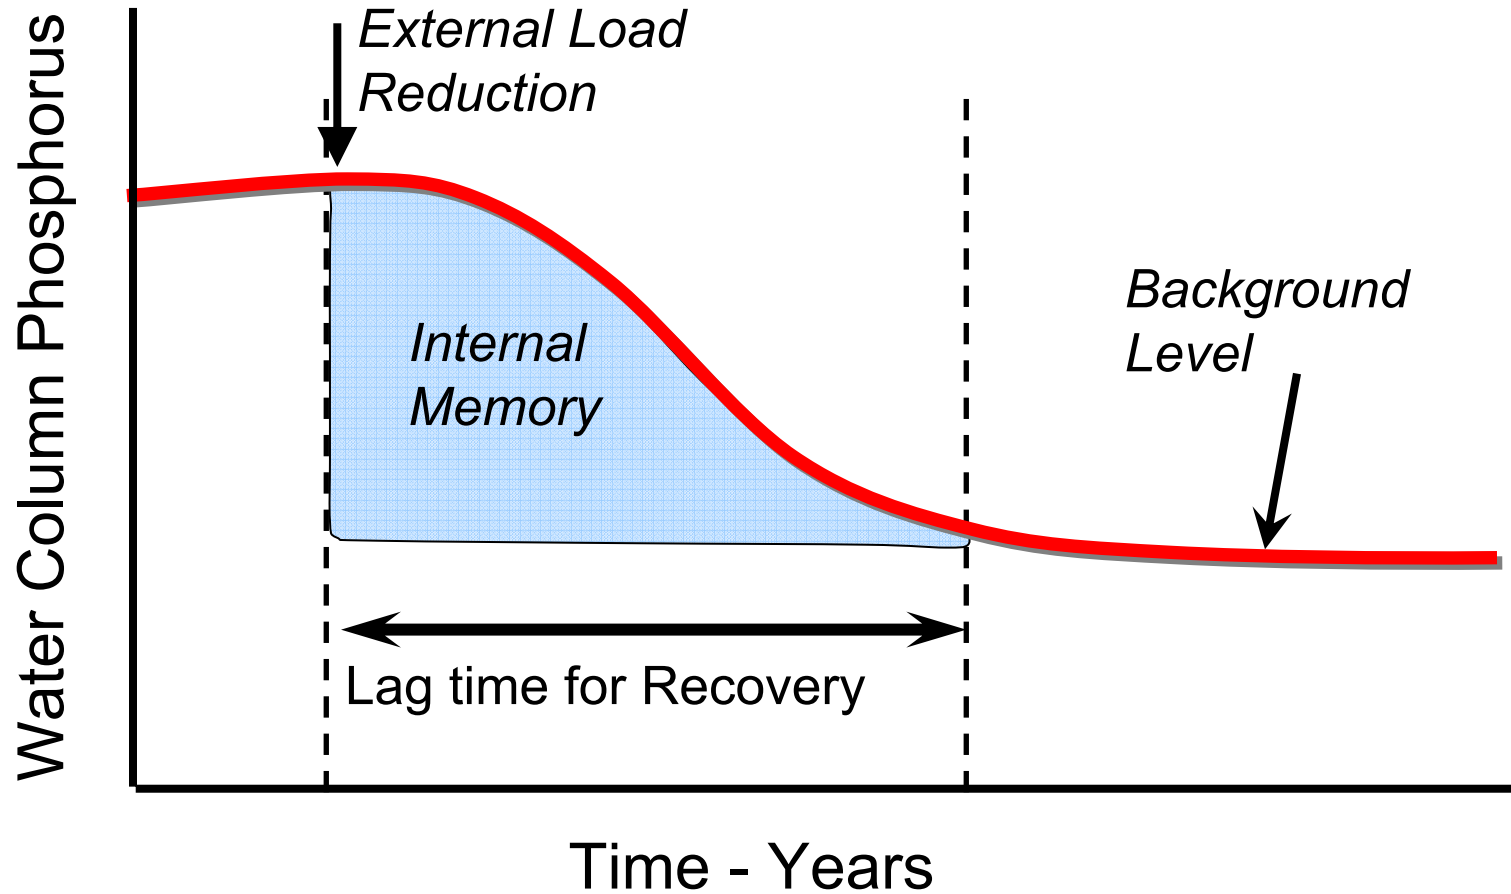 Water Column Phosphorus
External Load
Reduction
Internal
Memory
Background
Level
Lag time for Recovery
Time - Years